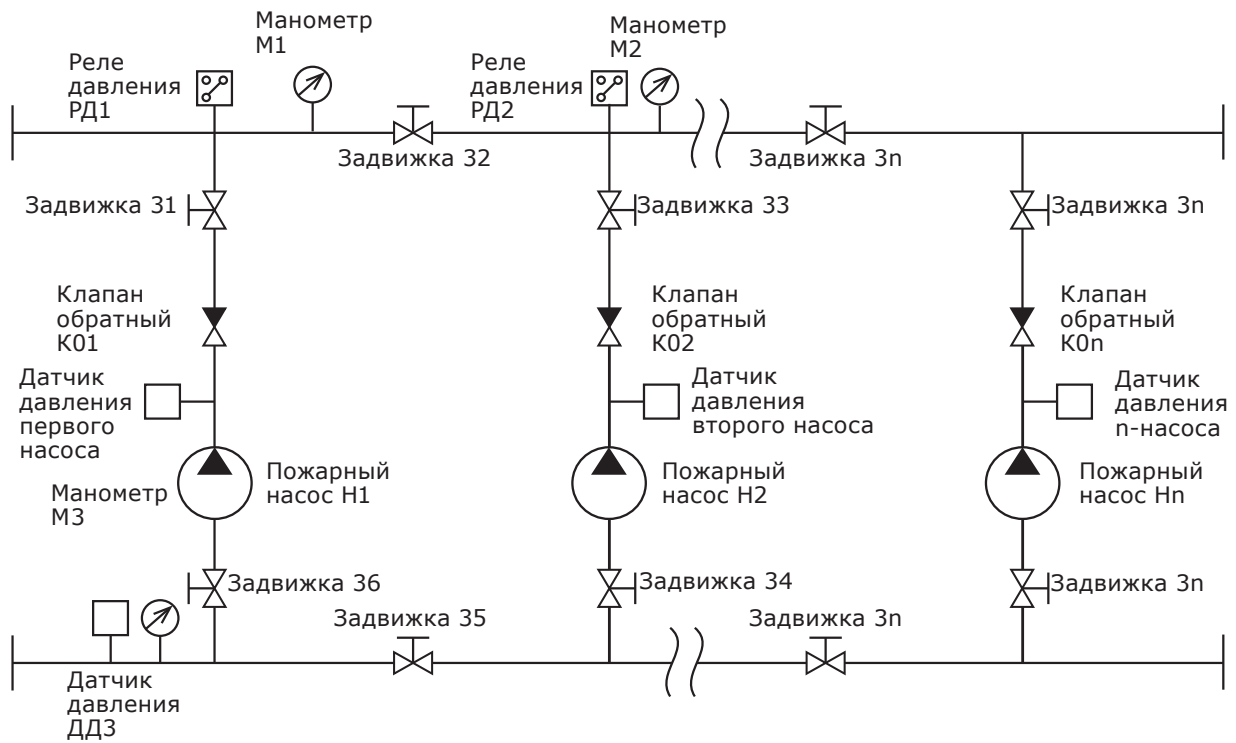 Манометр
М1
Манометр
М2
Реле
давления
РД1
Реле
давления
РД2
Задвижка 32
Задвижка 3n
Задвижка 31
Задвижка 33
Задвижка 3n
Клапан
обратный
К01
Клапан
обратный
К02
Клапан
обратный
К0n
Датчик
давления
первого
насоса
Датчик
давления
второго насоса
Датчик
давления
n-насоса
Манометр
М3
Пожарный
насос Н1
Пожарный
насос Н2
Пожарный
насос Нn
Задвижка 36
Задвижка 34
Задвижка 3n
Задвижка 35
Задвижка 3n
Датчик
давления
ДД3